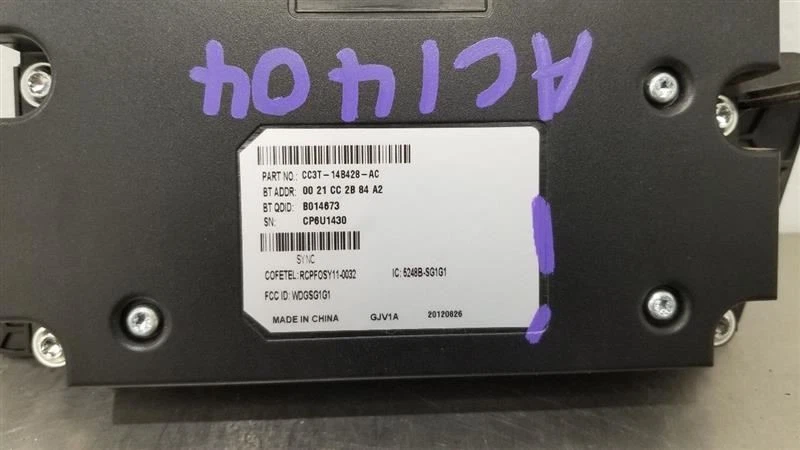 AC1404
PART NO.: CC3T-14B428-AC
BT ADDR: 00 21 CC 2B 84 A2
BT QDID: B014673
SN: CP6U1430
SYNC
COFETEL: RCPFOSY11-0032 IC: 5248B-SG1G1
FCC ID: WDGSG1G1
MADE IN CHINA GJV1A 20120826